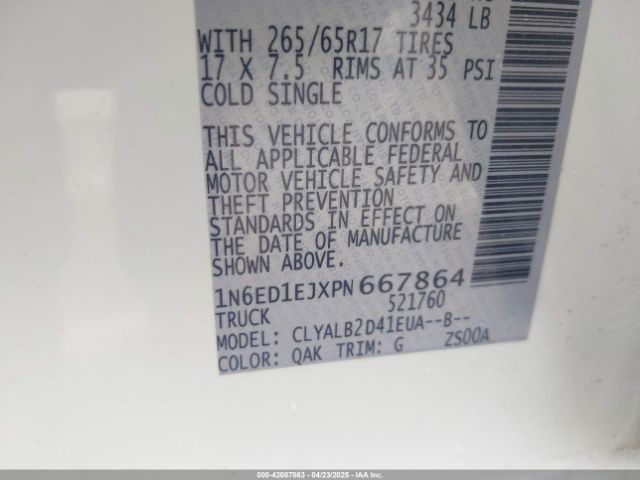 3434 LB
WITH 265/65R17 TIRES
17 X 7.5 RIMS AT 35 PSI
COLD SINGLE
THIS VEHICLE CONFORMS TO
ALL APPLICABLE FEDERAL
MOTOR VEHICLE SAFETY AND
THEFT PREVENTION
STANDARDS IN EFFECT ON
THE DATE OF MANUFACTURE
SHOWN ABOVE.
1N6ED1EJXPN667864
TRUCK 521760
MODEL: CLYALB2D41EUA--B--
COLOR: QAK TRIM: G ZS00A
000-42087863 - 04/23/2025 - IAA Inc.